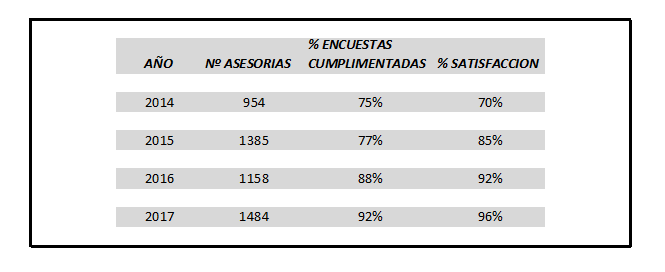 % ENCUESTAS
AÑO Nº ASESORIAS CUMPLIMENTADAS % SATISFACCION
2014 954 75% 70%
2015 1385 77% 85%
2016 1158 88% 92%
2017 1484 92% 96%